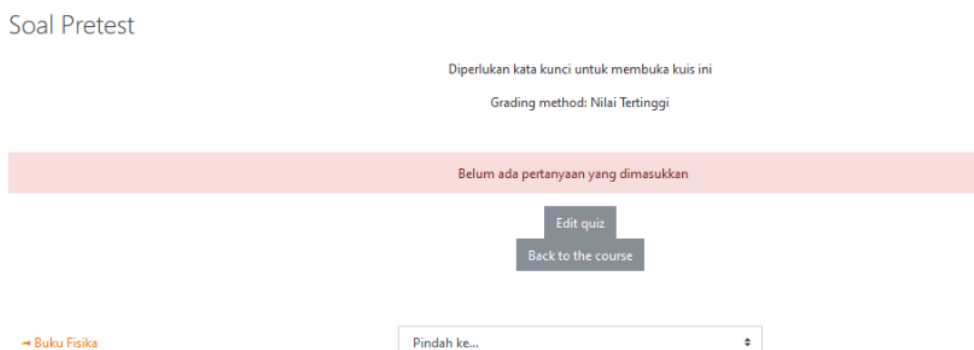 Soal Pretest
Diperlukan kata kunci untuk membuka kuis ini
Grading method: Nilai Tertinggi
Belum ada pertanyaan yang dimasukkan
Edit quiz
Back to the course
→ Buku Fisika
Pindah ke...